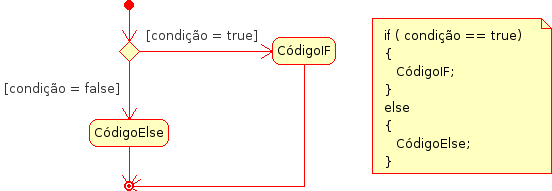 [condição = true]
CódigoIF
[condição = false]
CódigoElse
if ( condição == true)
{
CódigoIF;
}
else
{
CódigoElse;
}